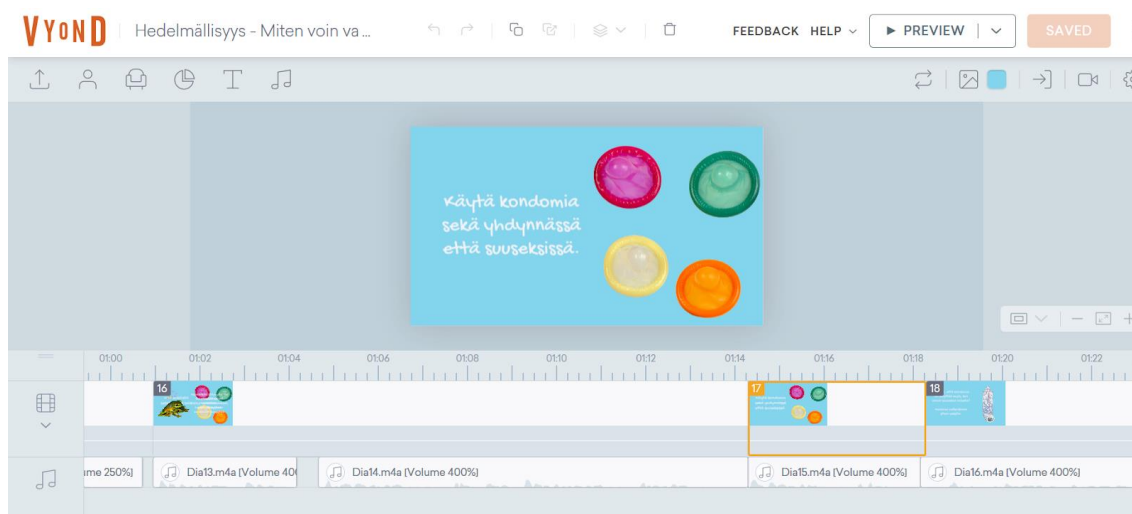 VYOND
Hedelmällisyys - Miten voin va ...
FEEDBACK HELP
PREVIEW
SAVED
Käytä kondomia
sekä yhdynnässä
että suuseksissä.
01:00 01:02 01:04 01:06 01:08 01:10 01:12 01:14 01:16 01:18 01:20 01:22
16
17
18
ume 250%]
Dia13.m4a [Volume 40
Dia14.m4a [Volume 400%]
Dia15.m4a [Volume 400%]
Dia16.m4a [Volume 400%]